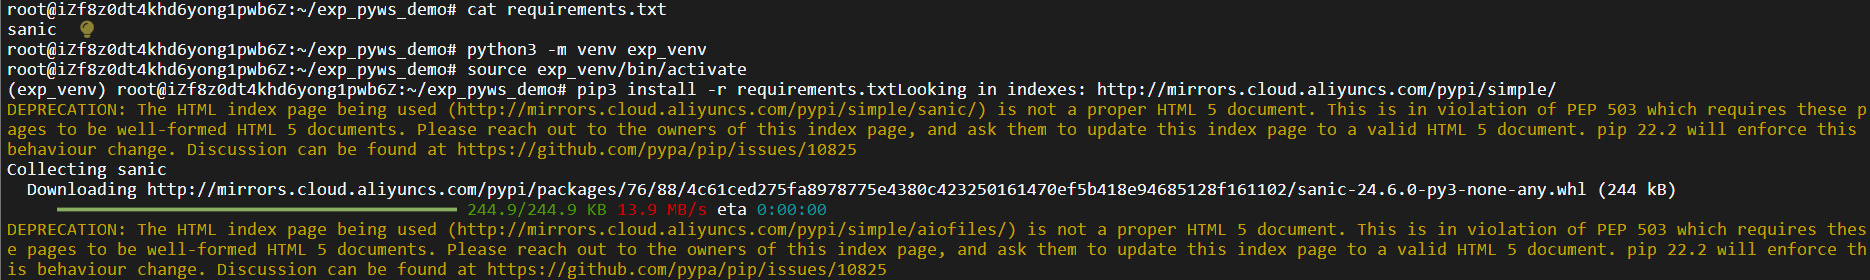 root@iZf8z0dt4khd6yong1pwb6Z:~/exp_pyws_demo# cat requirements.txt
sanic
root@iZf8z0dt4khd6yong1pwb6Z:~/exp_pyws_demo# python3 -m venv exp_venv
root@iZf8z0dt4khd6yong1pwb6Z:~/exp_pyws_demo# source exp_venv/bin/activate
(exp_venv) root@iZf8z0dt4khd6yong1pwb6Z:~/exp_pyws_demo# pip3 install -r requirements.txtLooking in indexes: http://mirrors.cloud.aliyuncs.com/pypi/simple/
DEPRECATION: The HTML index page being used (http://mirrors.cloud.aliyuncs.com/pypi/simple/sanic/) is not a proper HTML 5 document. This is in violation of PEP 503 which requires these p
ages to be well-formed HTML 5 documents. Please reach out to the owners of this index page, and ask them to update this index page to a valid HTML 5 document. pip 22.2 will enforce this
behaviour change. Discussion can be found at https://github.com/pypa/pip/issues/10825
Collecting sanic
  Downloading http://mirrors.cloud.aliyuncs.com/pypi/packages/76/88/4c61ced275fa8978775e4380c423250161470ef5b418e94685128f161102/sanic-24.6.0-py3-none-any.whl (244 kB)
244.9/244.9 KB 13.9 MB/s eta 0:00:00
DEPRECATION: The HTML index page being used (http://mirrors.cloud.aliyuncs.com/pypi/simple/aiofiles/) is not a proper HTML 5 document. This is in violation of PEP 503 which requires thes
e pages to be well-formed HTML 5 documents. Please reach out to the owners of this index page, and ask them to update this index page to a valid HTML 5 document. pip 22.2 will enforce th
is behaviour change. Discussion can be found at https://github.com/pypa/pip/issues/10825